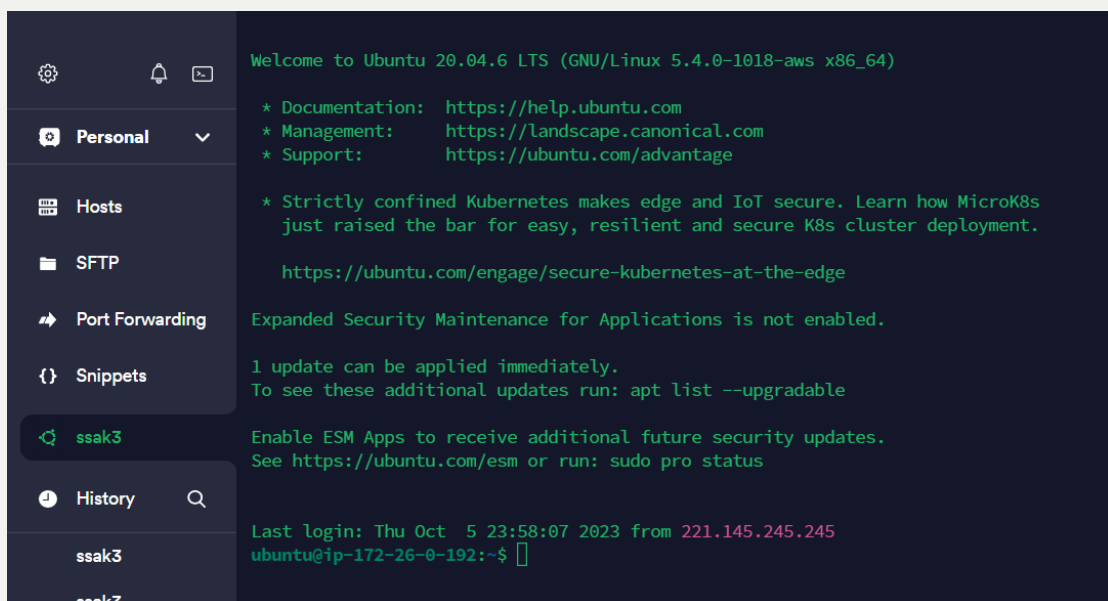 Personal
Hosts
SFTP
Port Forwarding
Snippets
ssak3
History
ssak3
ssak3
Welcome to Ubuntu 20.04.6 LTS (GNU/Linux 5.4.0-1018-aws x86_64)
* Documentation:  https://help.ubuntu.com
* Management:     https://landscape.canonical.com
* Support:        https://ubuntu.com/advantage
* Strictly confined Kubernetes makes edge and IoT secure. Learn how MicroK8s
just raised the bar for easy, resilient and secure K8s cluster deployment.
https://ubuntu.com/engage/secure-kubernetes-at-the-edge
Expanded Security Maintenance for Applications is not enabled.
1 update can be applied immediately.
To see these additional updates run: apt list --upgradable
Enable ESM Apps to receive additional future security updates.
See https://ubuntu.com/esm or run: sudo pro status
Last login: Thu Oct  5 23:58:07 2023 from 221.145.245.245
ubuntu@ip-172-26-0-192:~$